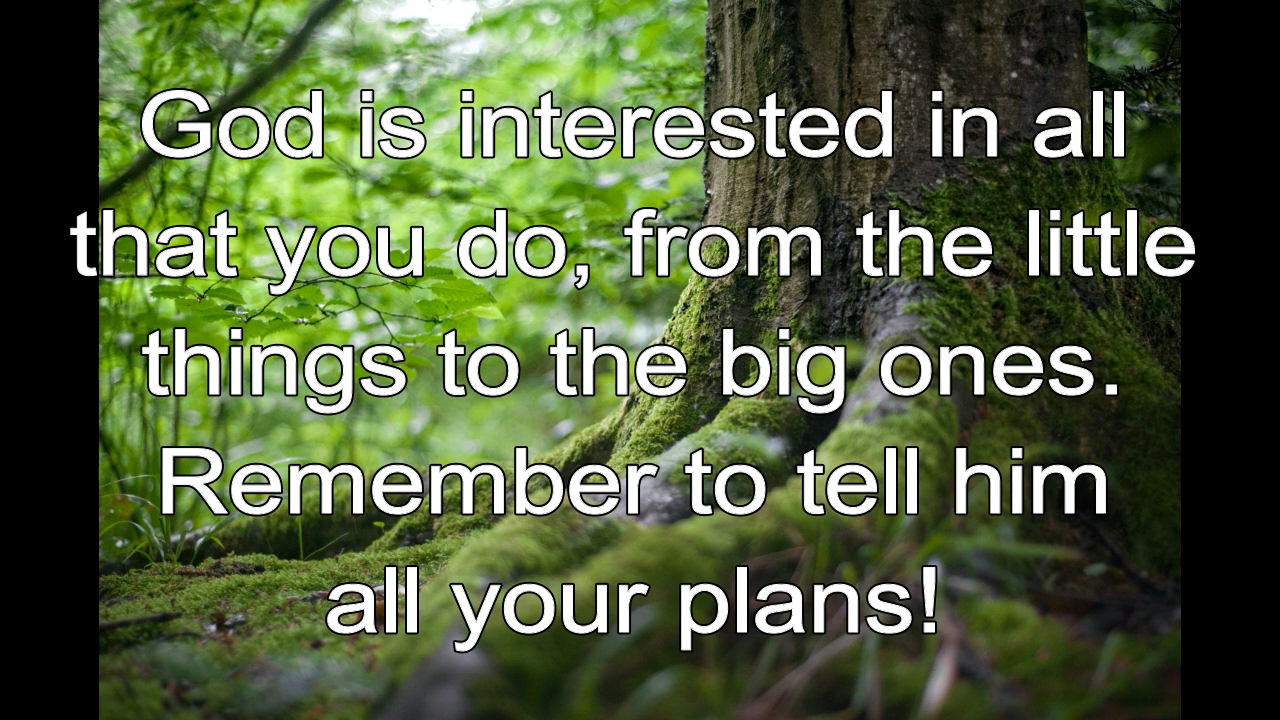 God is interested in all
that you do, from the little
things to the big ones.
Remember to tell him
all your plans!